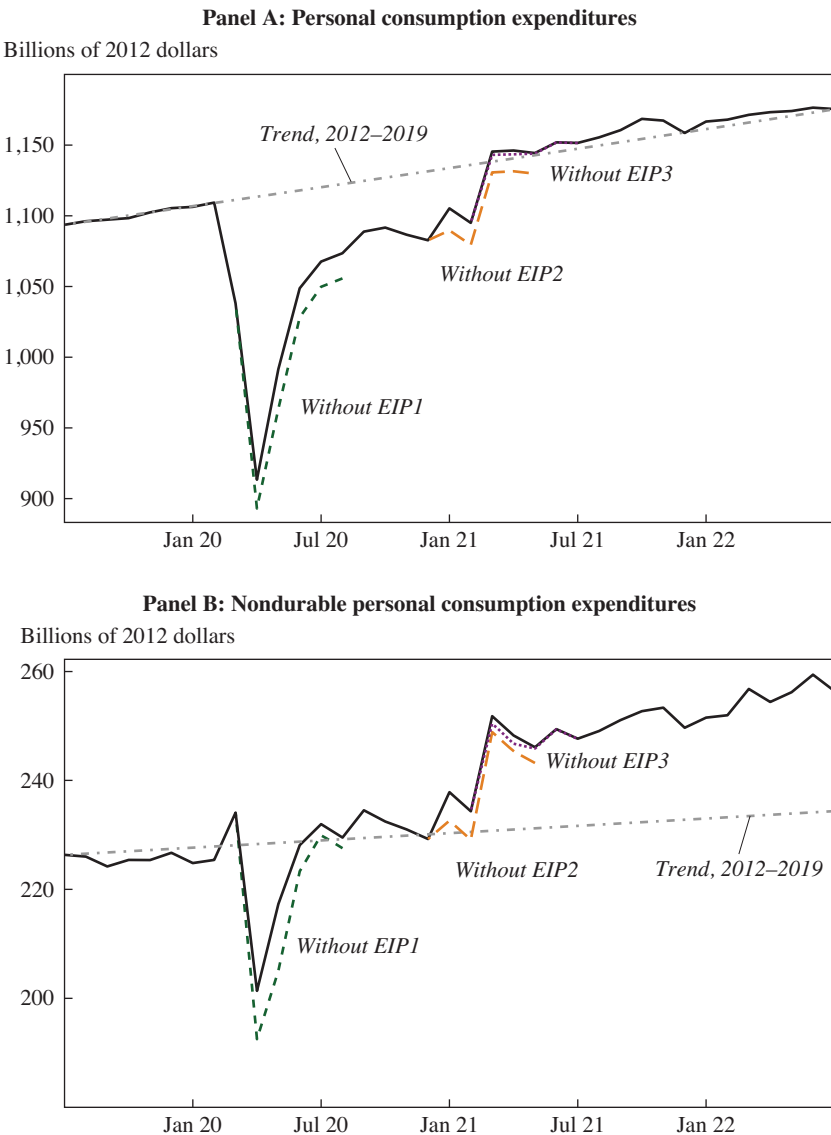 Panel A: Personal consumption expenditures
Billions of 2012 dollars
Trend, 2012–2019
1,150
Without EIP3
1,100
Without EIP2
1,050
1,000
Without EIP1
950
900
Jan 20 Jul 20 Jan 21 Jul 21 Jan 22
Panel B: Nondurable personal consumption expenditures
Billions of 2012 dollars
260
Without EIP3
240
Without EIP2
Trend, 2012–2019
220
Without EIP1
200
180
Jan 20 Jul 20 Jan 21 Jul 21 Jan 22